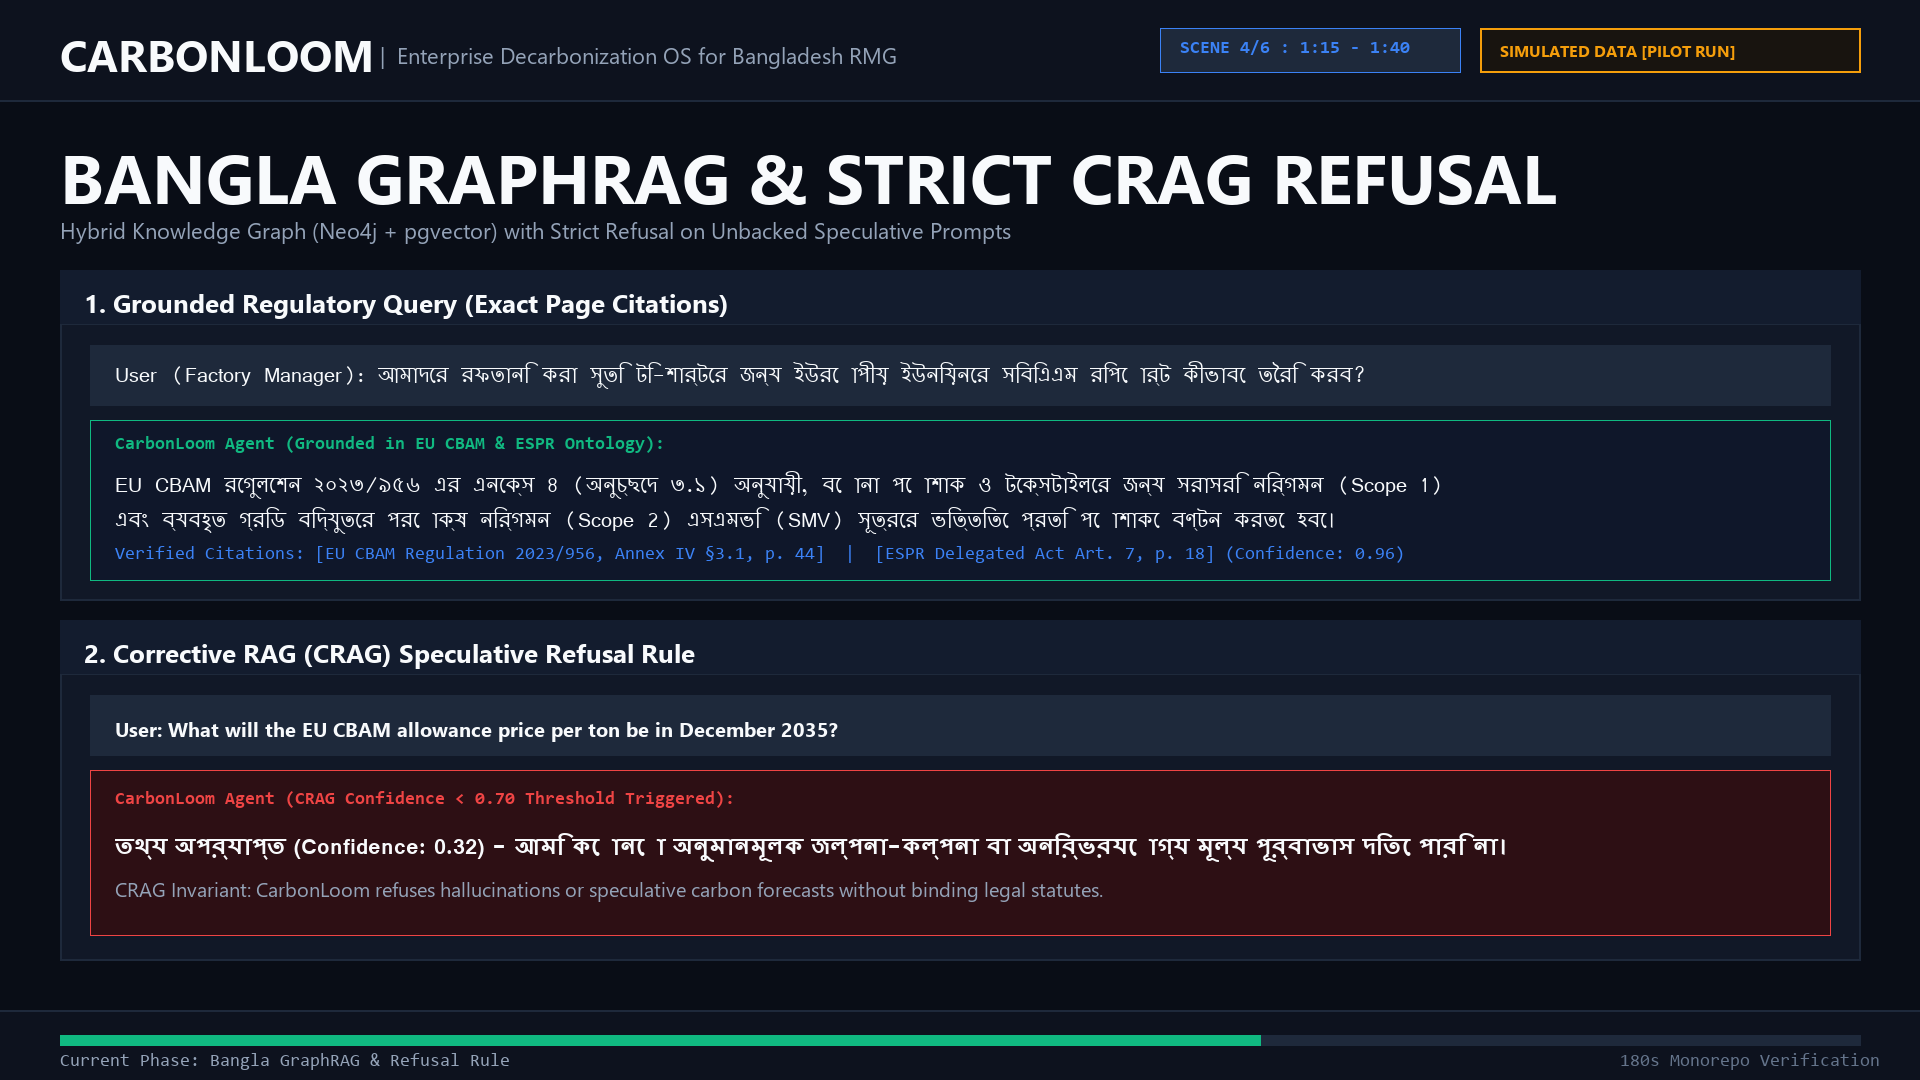 CARBONLOOM | Enterprise Decarbonization OS for Bangladesh RMG
SCENE 4/6 : 1:15 - 1:40
SIMULATED DATA [PILOT RUN]
BANGLA GRAPHRAG & STRICT CRAG REFUSAL
Hybrid Knowledge Graph (Neo4j + pgvector) with Strict Refusal on Unbacked Speculative Prompts
1. Grounded Regulatory Query (Exact Page Citations)
User (Factory Manager): আমাদের রফতানি করা সুতি টি-শার্টের জন্য ইউরোপীয় ইউনিয়নের সিবিএএম রিপোর্ট কীভাবে তৈরি করব?
CarbonLoom Agent (Grounded in EU CBAM & ESPR Ontology):
EU CBAM রেগুলেশন ২০২৩/৯৫৬ এর এনেক্স ৪ (অনুচ্ছেদ ৩.১) অনুযায়ী, বোনা পোশাক ও টেক্সটাইলের জন্য সরাসরি নির্গমন (Scope 1)
এবং ব্যবহৃত গ্রিড বিদ্যুতের পরোক্ষ নির্গমন (Scope 2) এসএমভি (SMV) সূত্রের ভিত্তিতে প্রতি পোশাকে বণ্টন করতে হবে।
Verified Citations: [EU CBAM Regulation 2023/956, Annex IV §3.1, p. 44] | [ESPR Delegated Act Art. 7, p. 18] (Confidence: 0.96)
2. Corrective RAG (CRAG) Speculative Refusal Rule
User: What will the EU CBAM allowance price per ton be in December 2035?
CarbonLoom Agent (CRAG Confidence < 0.70 Threshold Triggered):
তথ্য অপর্যাপ্ত (Confidence: 0.32) - আমি কোনো অনুমানমূলক জল্পনা-কল্পনা বা অনির্ভরযোগ্য মূল্য পূর্বাভাস দিতে পারি না।
CRAG Invariant: CarbonLoom refuses hallucinations or speculative carbon forecasts without binding legal statutes.
Current Phase: Bangla GraphRAG & Refusal Rule
180s Monorepo Verification